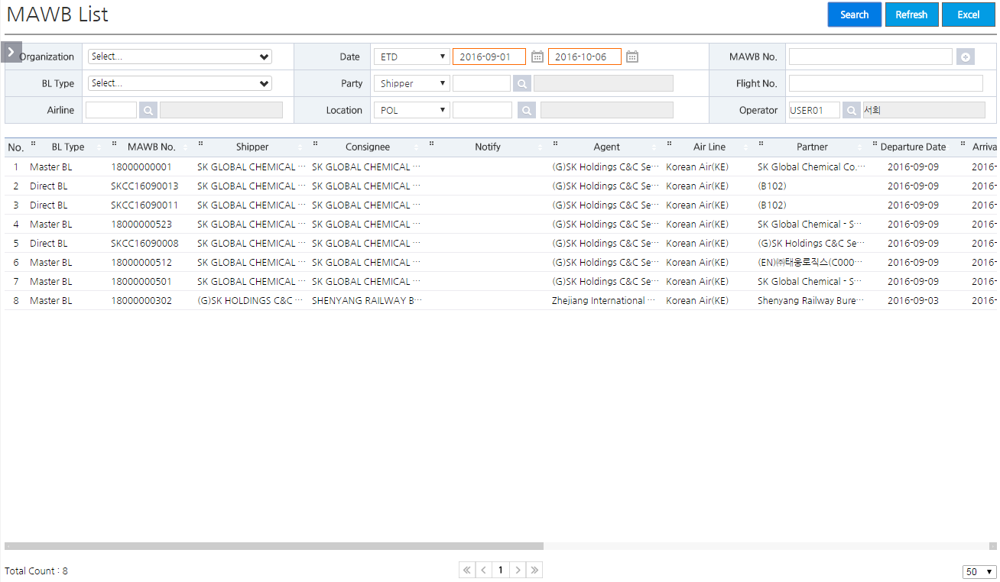 MAWB List
Search Refresh Excel
Organization Select... Date ETD 2016-09-01 2016-10-06 MAWB No.
BL Type Select... Party Shipper Flight No.
Airline Location POL Operator USER01 서희
No. BL Type MAWB No. Shipper Consignee Notify Agent Air Line Partner Departure Date Arriva
1 Master BL 18000000001 SK GLOBAL CHEMICAL ··· SK GLOBAL CHEMICAL ··· (G)SK Holdings C&C Se··· Korean Air(KE) SK Global Chemical Co.··· 2016-09-09 2016-
2 Direct BL SKCC16090013 SK GLOBAL CHEMICAL ··· SK GLOBAL CHEMICAL ··· (G)SK Holdings C&C Se··· Korean Air(KE) (B102) 2016-09-09 2016-
3 Direct BL SKCC16090011 SK GLOBAL CHEMICAL ··· SK GLOBAL CHEMICAL ··· (G)SK Holdings C&C Se··· Korean Air(KE) (B102) 2016-09-09 2016-
4 Master BL 18000000523 SK GLOBAL CHEMICAL ··· SK GLOBAL CHEMICAL ··· (G)SK Holdings C&C Se··· Korean Air(KE) SK Global Chemical - S··· 2016-09-09 2016-
5 Direct BL SKCC16090008 SK GLOBAL CHEMICAL ··· SK GLOBAL CHEMICAL ··· (G)SK Holdings C&C Se··· Korean Air(KE) (G)SK Holdings C&C Se··· 2016-09-09 2016-
6 Master BL 18000000512 SK GLOBAL CHEMICAL ··· SK GLOBAL CHEMICAL ··· (G)SK Holdings C&C Se··· Korean Air(KE) (EN)㈜태웅로직스(C000··· 2016-09-09 2016-
7 Master BL 18000000501 SK GLOBAL CHEMICAL ··· SK GLOBAL CHEMICAL ··· (G)SK Holdings C&C Se··· Korean Air(KE) SK Global Chemical - S··· 2016-09-09 2016-
8 Master BL 18000000302 (G)SK HOLDINGS C&C ··· SHENYANG RAILWAY B··· Zhejiang International ··· Korean Air(KE) Shenyang Railway Bure··· 2016-09-03 2016-
Total Count : 8 1 50